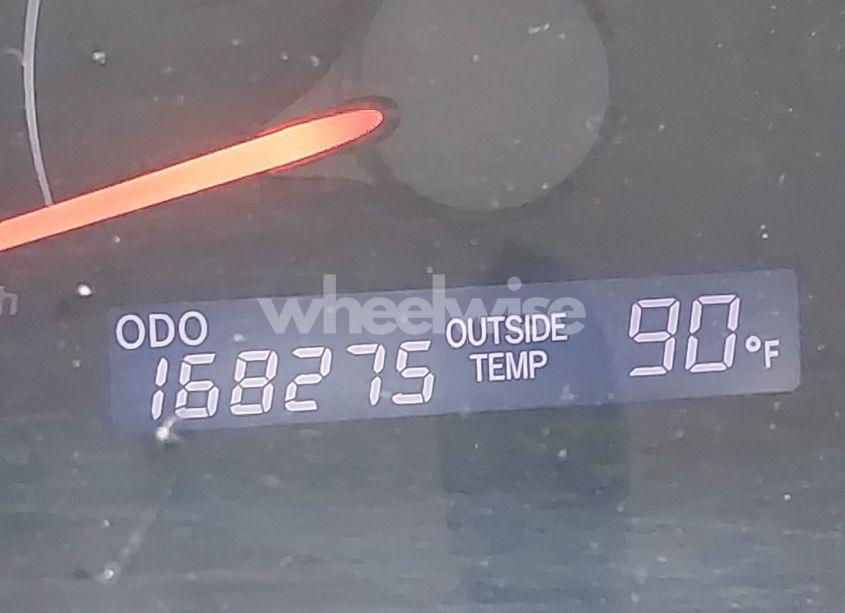 wheelwise
ODO
168275
OUTSIDE
TEMP
90°F
h